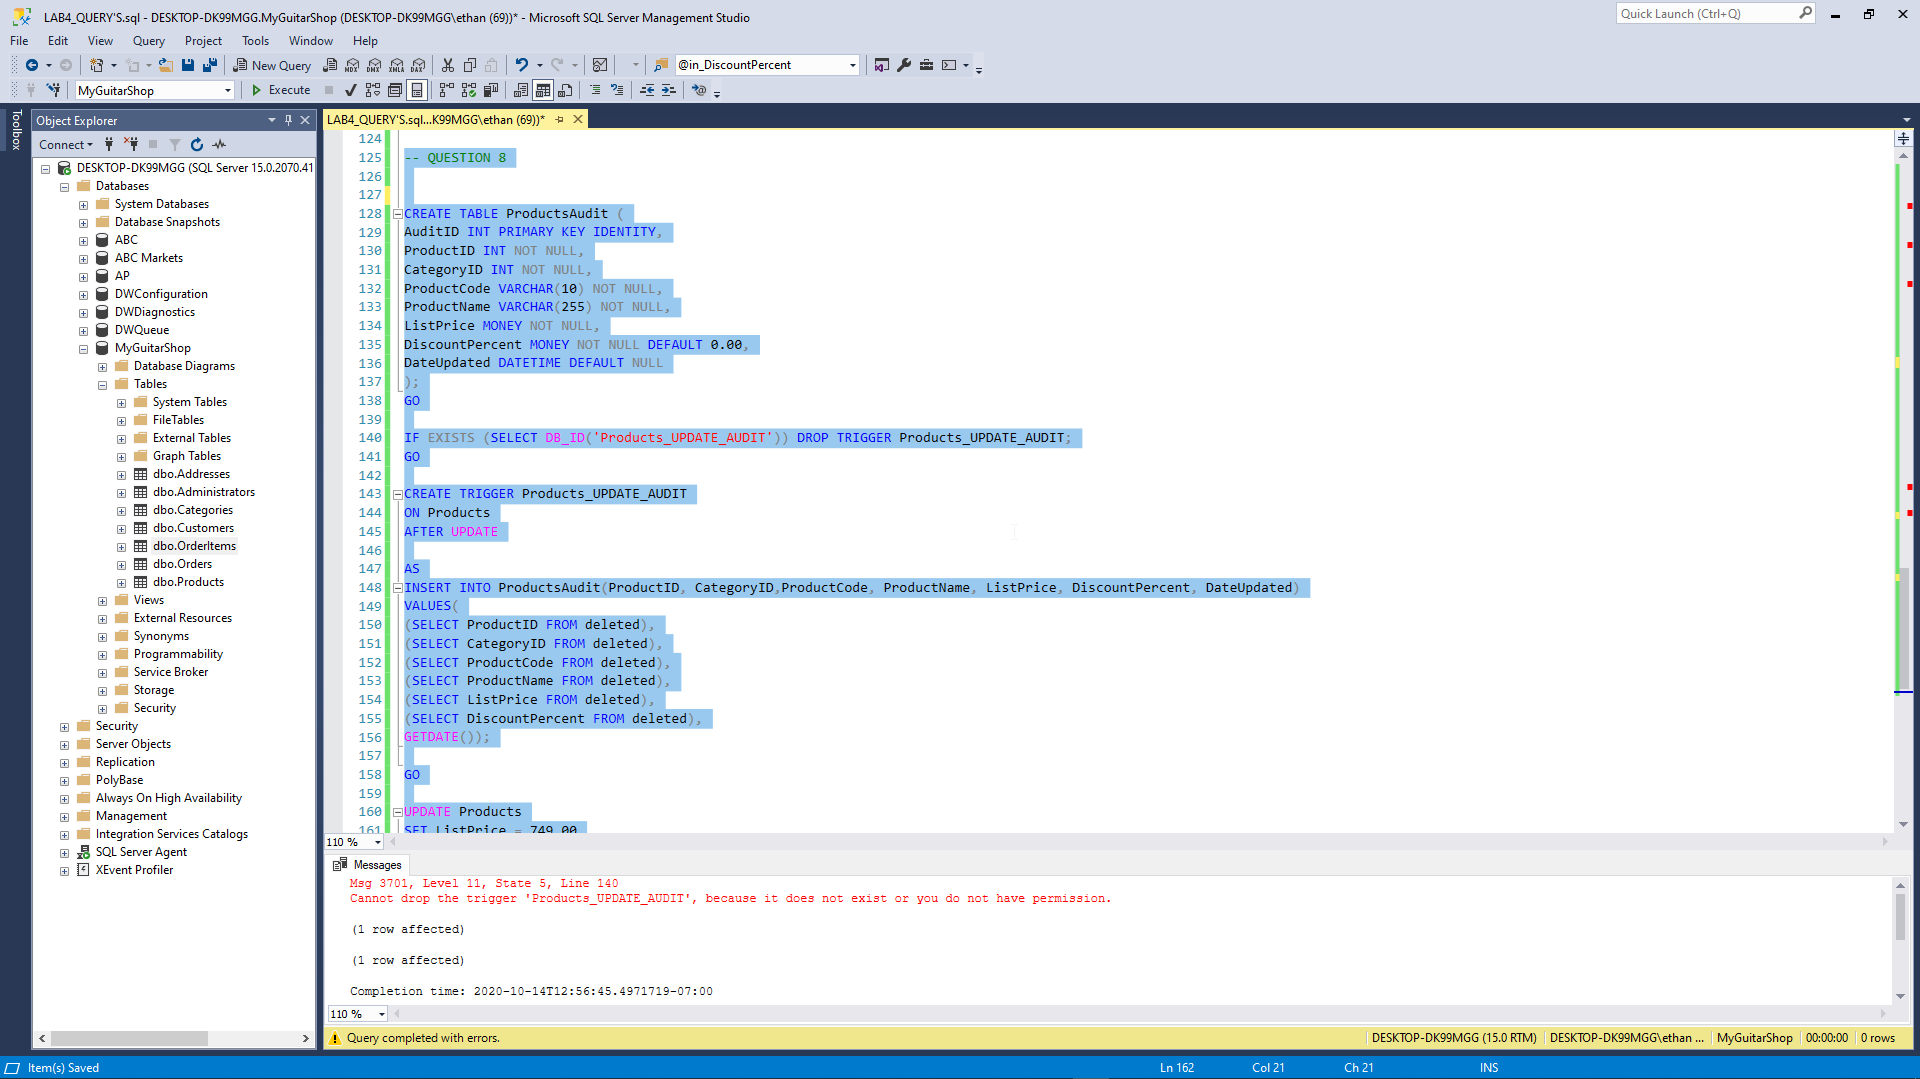 LAB4_QUERY'S.sql - DESKTOP-DK99MGG.MyGuitarShop (DESKTOP-DK99MGG\ethan (69))* - Microsoft SQL Server Management Studio
Quick Launch (Ctrl+Q)
File Edit View Query Project Tools Window Help
New Query
@in_DiscountPercent
MyGuitarShop
Execute
Toolbox
Object Explorer
Connect
DESKTOP-DK99MGG (SQL Server 15.0.2070.41
Databases
System Databases
Database Snapshots
ABC
ABC Markets
AP
DWConfiguration
DWDiagnostics
DWQueue
MyGuitarShop
Database Diagrams
Tables
System Tables
FileTables
External Tables
Graph Tables
dbo.Addresses
dbo.Administrators
dbo.Categories
dbo.Customers
dbo.OrderItems
dbo.Orders
dbo.Products
Views
External Resources
Synonyms
Programmability
Service Broker
Storage
Security
Security
Server Objects
Replication
PolyBase
Always On High Availability
Management
Integration Services Catalogs
SQL Server Agent
XEvent Profiler
LAB4_QUERY'S.sql...K99MGG\ethan (69))*
124
125 -- QUESTION 8
126
127
128 CREATE TABLE ProductsAudit (
129 AuditID INT PRIMARY KEY IDENTITY,
130 ProductID INT NOT NULL,
131 CategoryID INT NOT NULL,
132 ProductCode VARCHAR(10) NOT NULL,
133 ProductName VARCHAR(255) NOT NULL,
134 ListPrice MONEY NOT NULL,
135 DiscountPercent MONEY NOT NULL DEFAULT 0.00,
136 DateUpdated DATETIME DEFAULT NULL
137 );
138 GO
139
140 IF EXISTS (SELECT DB_ID('Products_UPDATE_AUDIT')) DROP TRIGGER Products_UPDATE_AUDIT;
141 GO
142
143 CREATE TRIGGER Products_UPDATE_AUDIT
144 ON Products
145 AFTER UPDATE
146
147 AS
148 INSERT INTO ProductsAudit(ProductID, CategoryID,ProductCode, ProductName, ListPrice, DiscountPercent, DateUpdated)
149 VALUES(
150 (SELECT ProductID FROM deleted),
151 (SELECT CategoryID FROM deleted),
152 (SELECT ProductCode FROM deleted),
153 (SELECT ProductName FROM deleted),
154 (SELECT ListPrice FROM deleted),
155 (SELECT DiscountPercent FROM deleted),
156 GETDATE());
157
158 GO
159
160 UPDATE Products
161 SET ListPrice = 749.00
110 %
Messages
Msg 3701, Level 11, State 5, Line 140
Cannot drop the trigger 'Products_UPDATE_AUDIT', because it does not exist or you do not have permission.
(1 row affected)
(1 row affected)
Completion time: 2020-10-14T12:56:45.4971719-07:00
110 %
Query completed with errors.
DESKTOP-DK99MGG (15.0 RTM) DESKTOP-DK99MGG\ethan ... MyGuitarShop 00:00:00 0 rows
Item(s) Saved
Ln 162 Col 21 Ch 21 INS